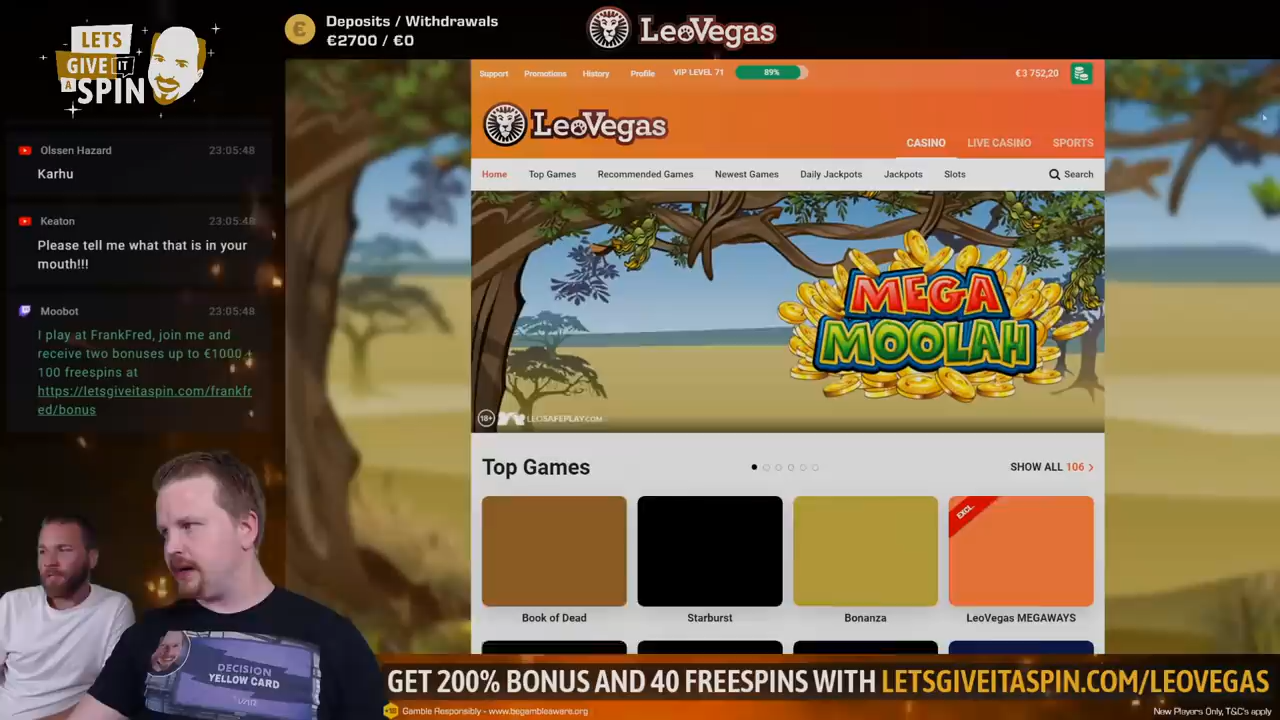 LETS
GIVE IT
A SPIN
Deposits / Withdrawals
€2700 / €0
LeoVegas
Olssen Hazard
23:05:48
Karhu
Keaton
23:05:48
Please tell me what that is in your
mouth!!!
Moobot
23:05:48
I play at FrankFred, join me and
receive two bonuses up to €1000 +
100 freespins at
https://letsgiveitaspin.com/frankfr
ed/bonus
Support
Promotions
History
Profile
VIP LEVEL 71
89%
€3 752,20
LeoVegas
CASINO
LIVE CASINO
SPORTS
Home
Top Games
Recommended Games
Newest Games
Daily Jackpots
Jackpots
Slots
Search
MEGA
MOOLAH
18+
LEOSAFEPLAY.COM
Top Games
SHOW ALL 106 >
EXCL.
Book of Dead
Starburst
Bonanza
LeoVegas MEGAWAYS
DECISION
YELLOW CARD
GET 200% BONUS AND 40 FREESPINS WITH LETSGIVEITASPIN.COM/LEOVEGAS
Gamble Responsibly - www.begambleaware.org
New Players Only, T&C's apply